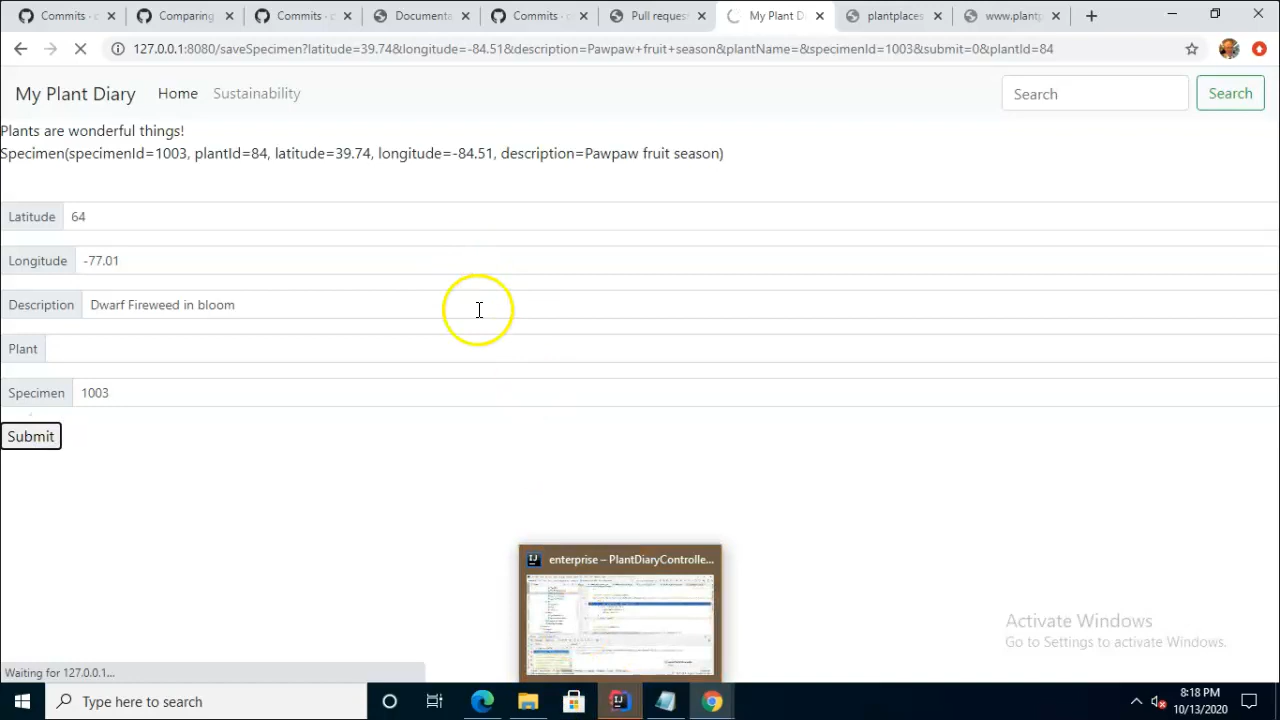 Commits · c
Comparing
Commits · c
Documenta
Commits · c
Pull reques
My Plant D
plantplaces
www.plantp
127.0.0.1:8080/saveSpecimen?latitude=39.74&longitude=-84.51&description=Pawpaw+fruit+season&plantName=&specimenId=1003&submit=0&plantId=84
My Plant Diary
Home
Sustainability
Search
Search
Plants are wonderful things!
Specimen(specimenId=1003, plantId=84, latitude=39.74, longitude=-84.51, description=Pawpaw fruit season)
Latitude 64
Longitude -77.01
Description Dwarf Fireweed in bloom
Plant
Specimen 1003
Submit
enterprise – PlantDiaryControlle...
Activate Windows
Go to Settings to activate Windows.
Waiting for 127.0.0.1...
Type here to search
8:18 PM
10/13/2020